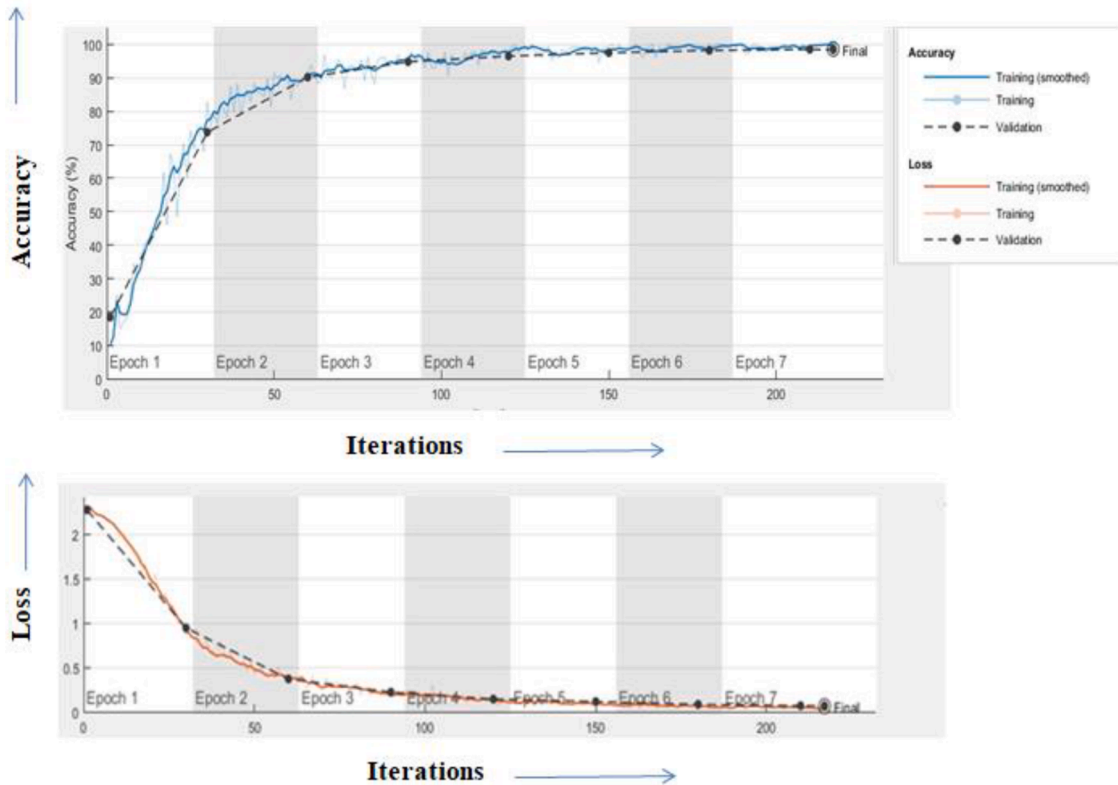 Accuracy
Accuracy (%)
100
90
80
70
60
50
40
30
20
10
0
Epoch 1
Epoch 2
Epoch 3
Epoch 4
Epoch 5
Epoch 6
Epoch 7
Final
0
50
100
150
200
Iterations
Accuracy
Training (smoothed)
Training
Validation
Loss
Training (smoothed)
Training
Validation
Loss
2
1.5
1
0.5
0
Epoch 1
Epoch 2
Epoch 3
Epoch 4
Epoch 5
Epoch 6
Epoch 7
Final
0
50
100
150
200
Iterations